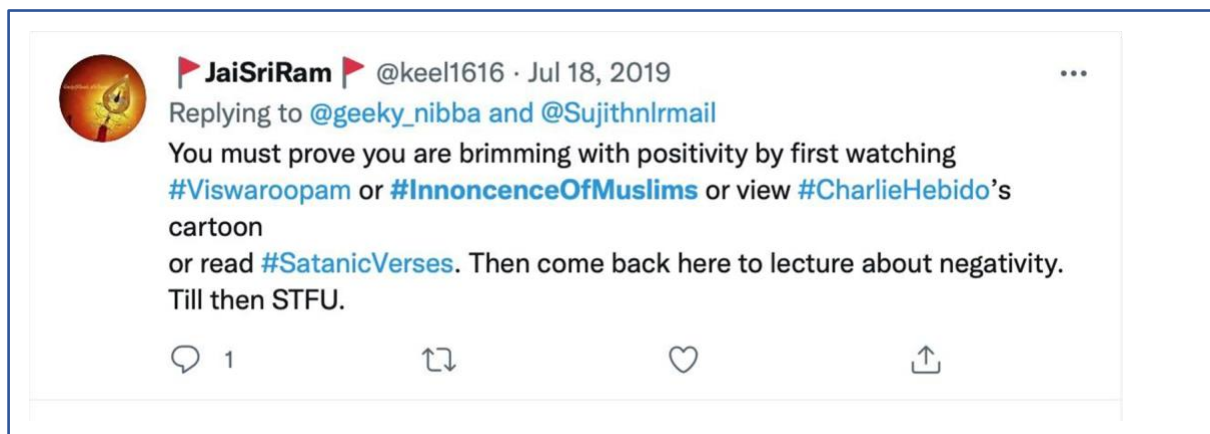 🚩JaiSriRam🚩 @keel1616 · Jul 18, 2019
Replying to @geeky_nibba and @Sujithnlrmail
You must prove you are brimming with positivity by first watching
#Viswaroopam or #InnoncenceOfMuslims or view #CharlieHebido's
cartoon
or read #SatanicVerses. Then come back here to lecture about negativity.
Till then STFU.
1